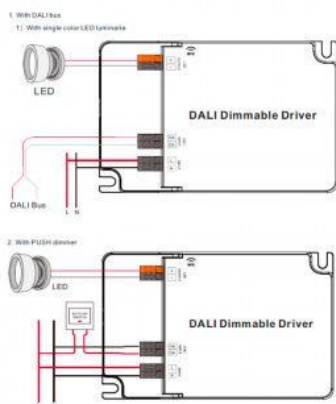 1. With DALI bus
1) With single color LED luminaire
LED
DALI Dimmable Driver
DALI Bus
L N
2. With PUSH dimmer
LED
DALI Dimmable Driver